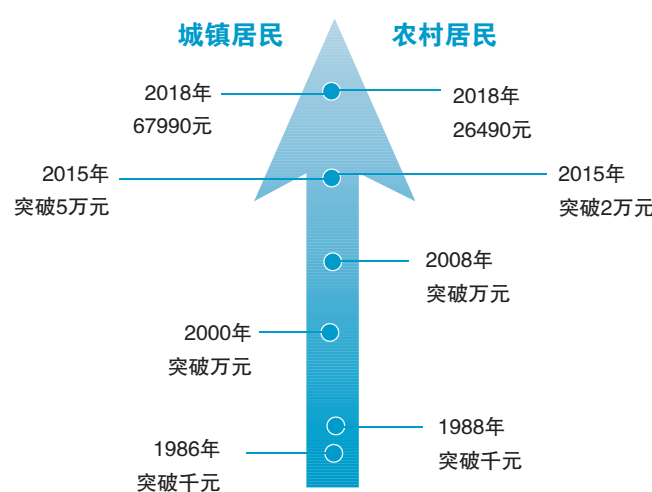 城镇居民
农村居民
2018年
67990元
2018年
26490元
2015年
突破5万元
2015年
突破2万元
2008年
突破万元
2000年
突破万元
1988年
突破千元
1986年
突破千元